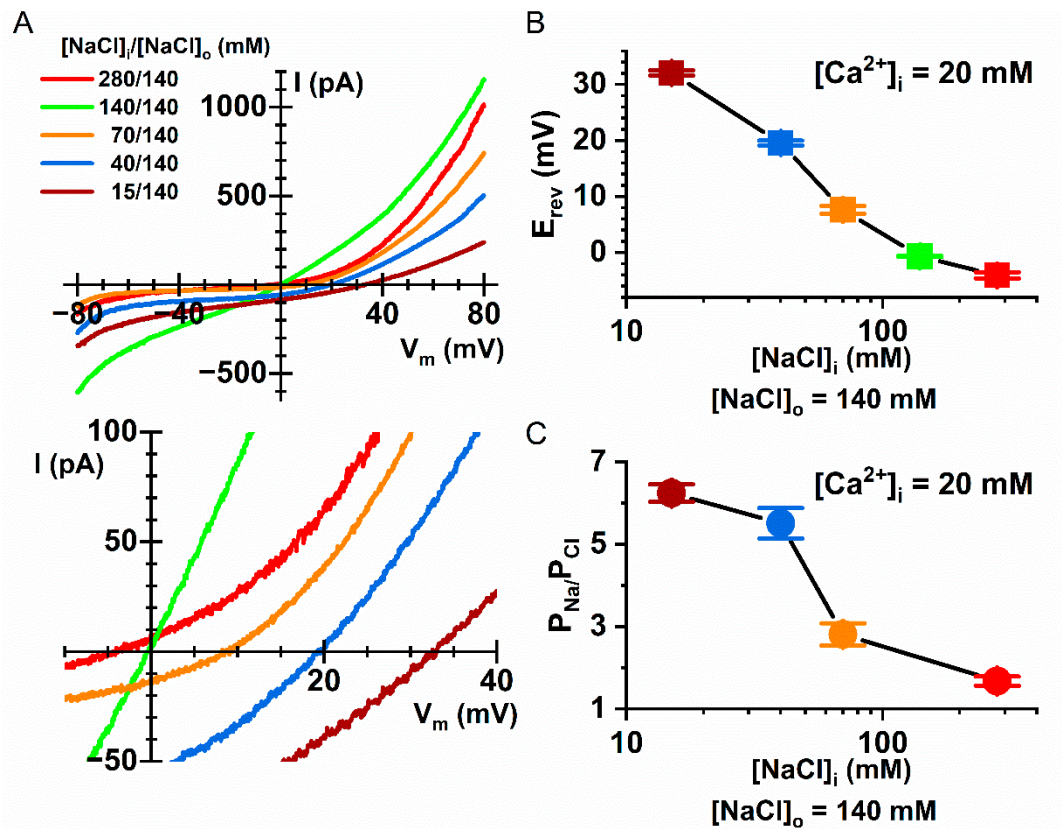 A
[NaCl]i/[NaCl]o (mM)
280/140
140/140
70/140
40/140
15/140
I (pA)
1000
500
−80
−40
40
80
Vm (mV)
−500
100
I (pA)
50
20
40
Vm (mV)
−50
B
[Ca2+]i = 20 mM
30
20
10
0
Erev (mV)
10
100
[NaCl]i (mM)
[NaCl]o = 140 mM
C
[Ca2+]i = 20 mM
7
5
3
1
PNa/PCl
10
100
[NaCl]i (mM)
[NaCl]o = 140 mM